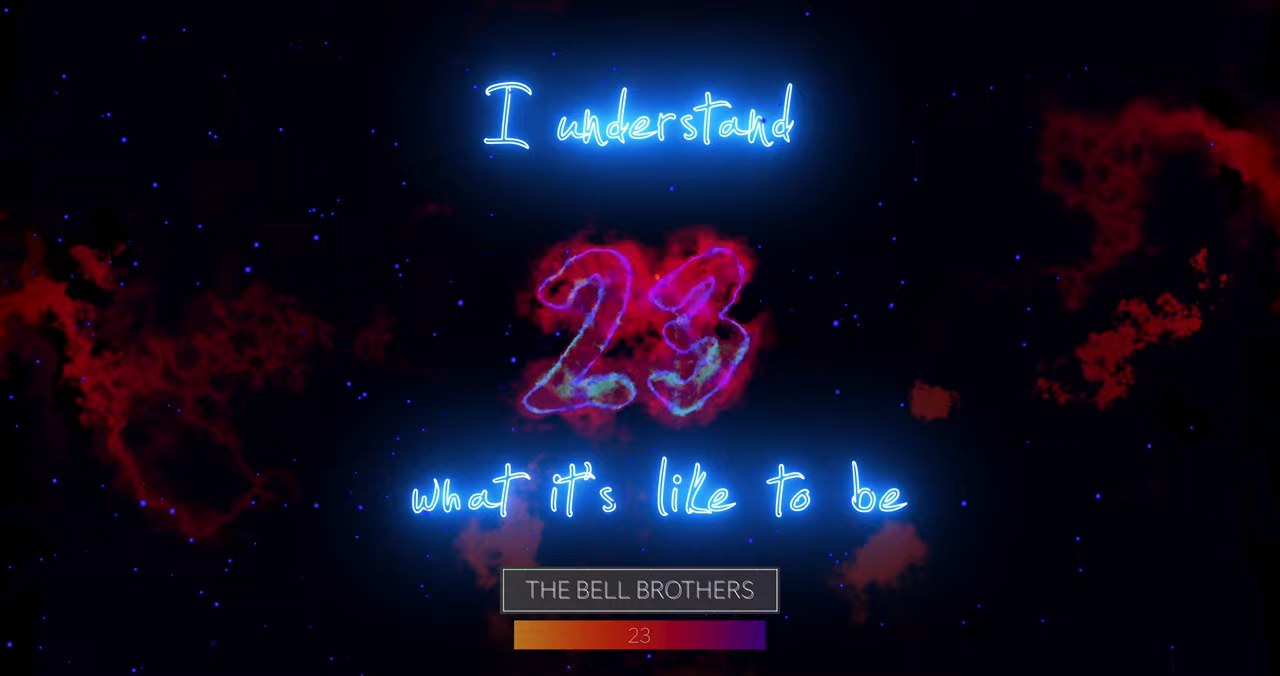 I understand
23
what it's like to be
THE BELL BROTHERS
23